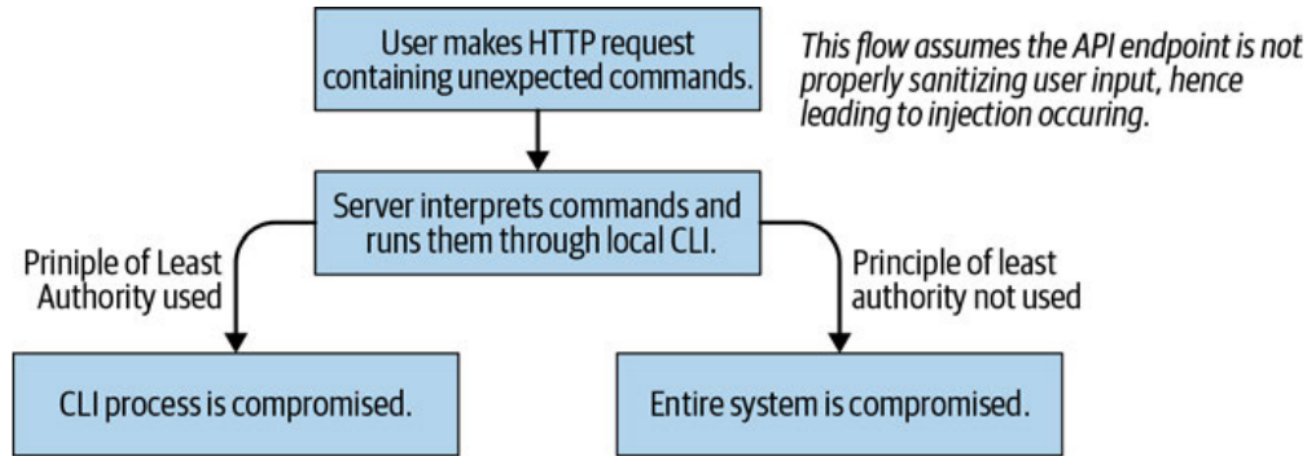 User makes HTTP request
containing unexpected commands.
This flow assumes the API endpoint is not
properly sanitizing user input, hence
leading to injection occuring.
Server interprets commands and
runs them through local CLI.
Priniple of Least
Authority used
Principle of least
authority not used
CLI process is compromised.
Entire system is compromised.